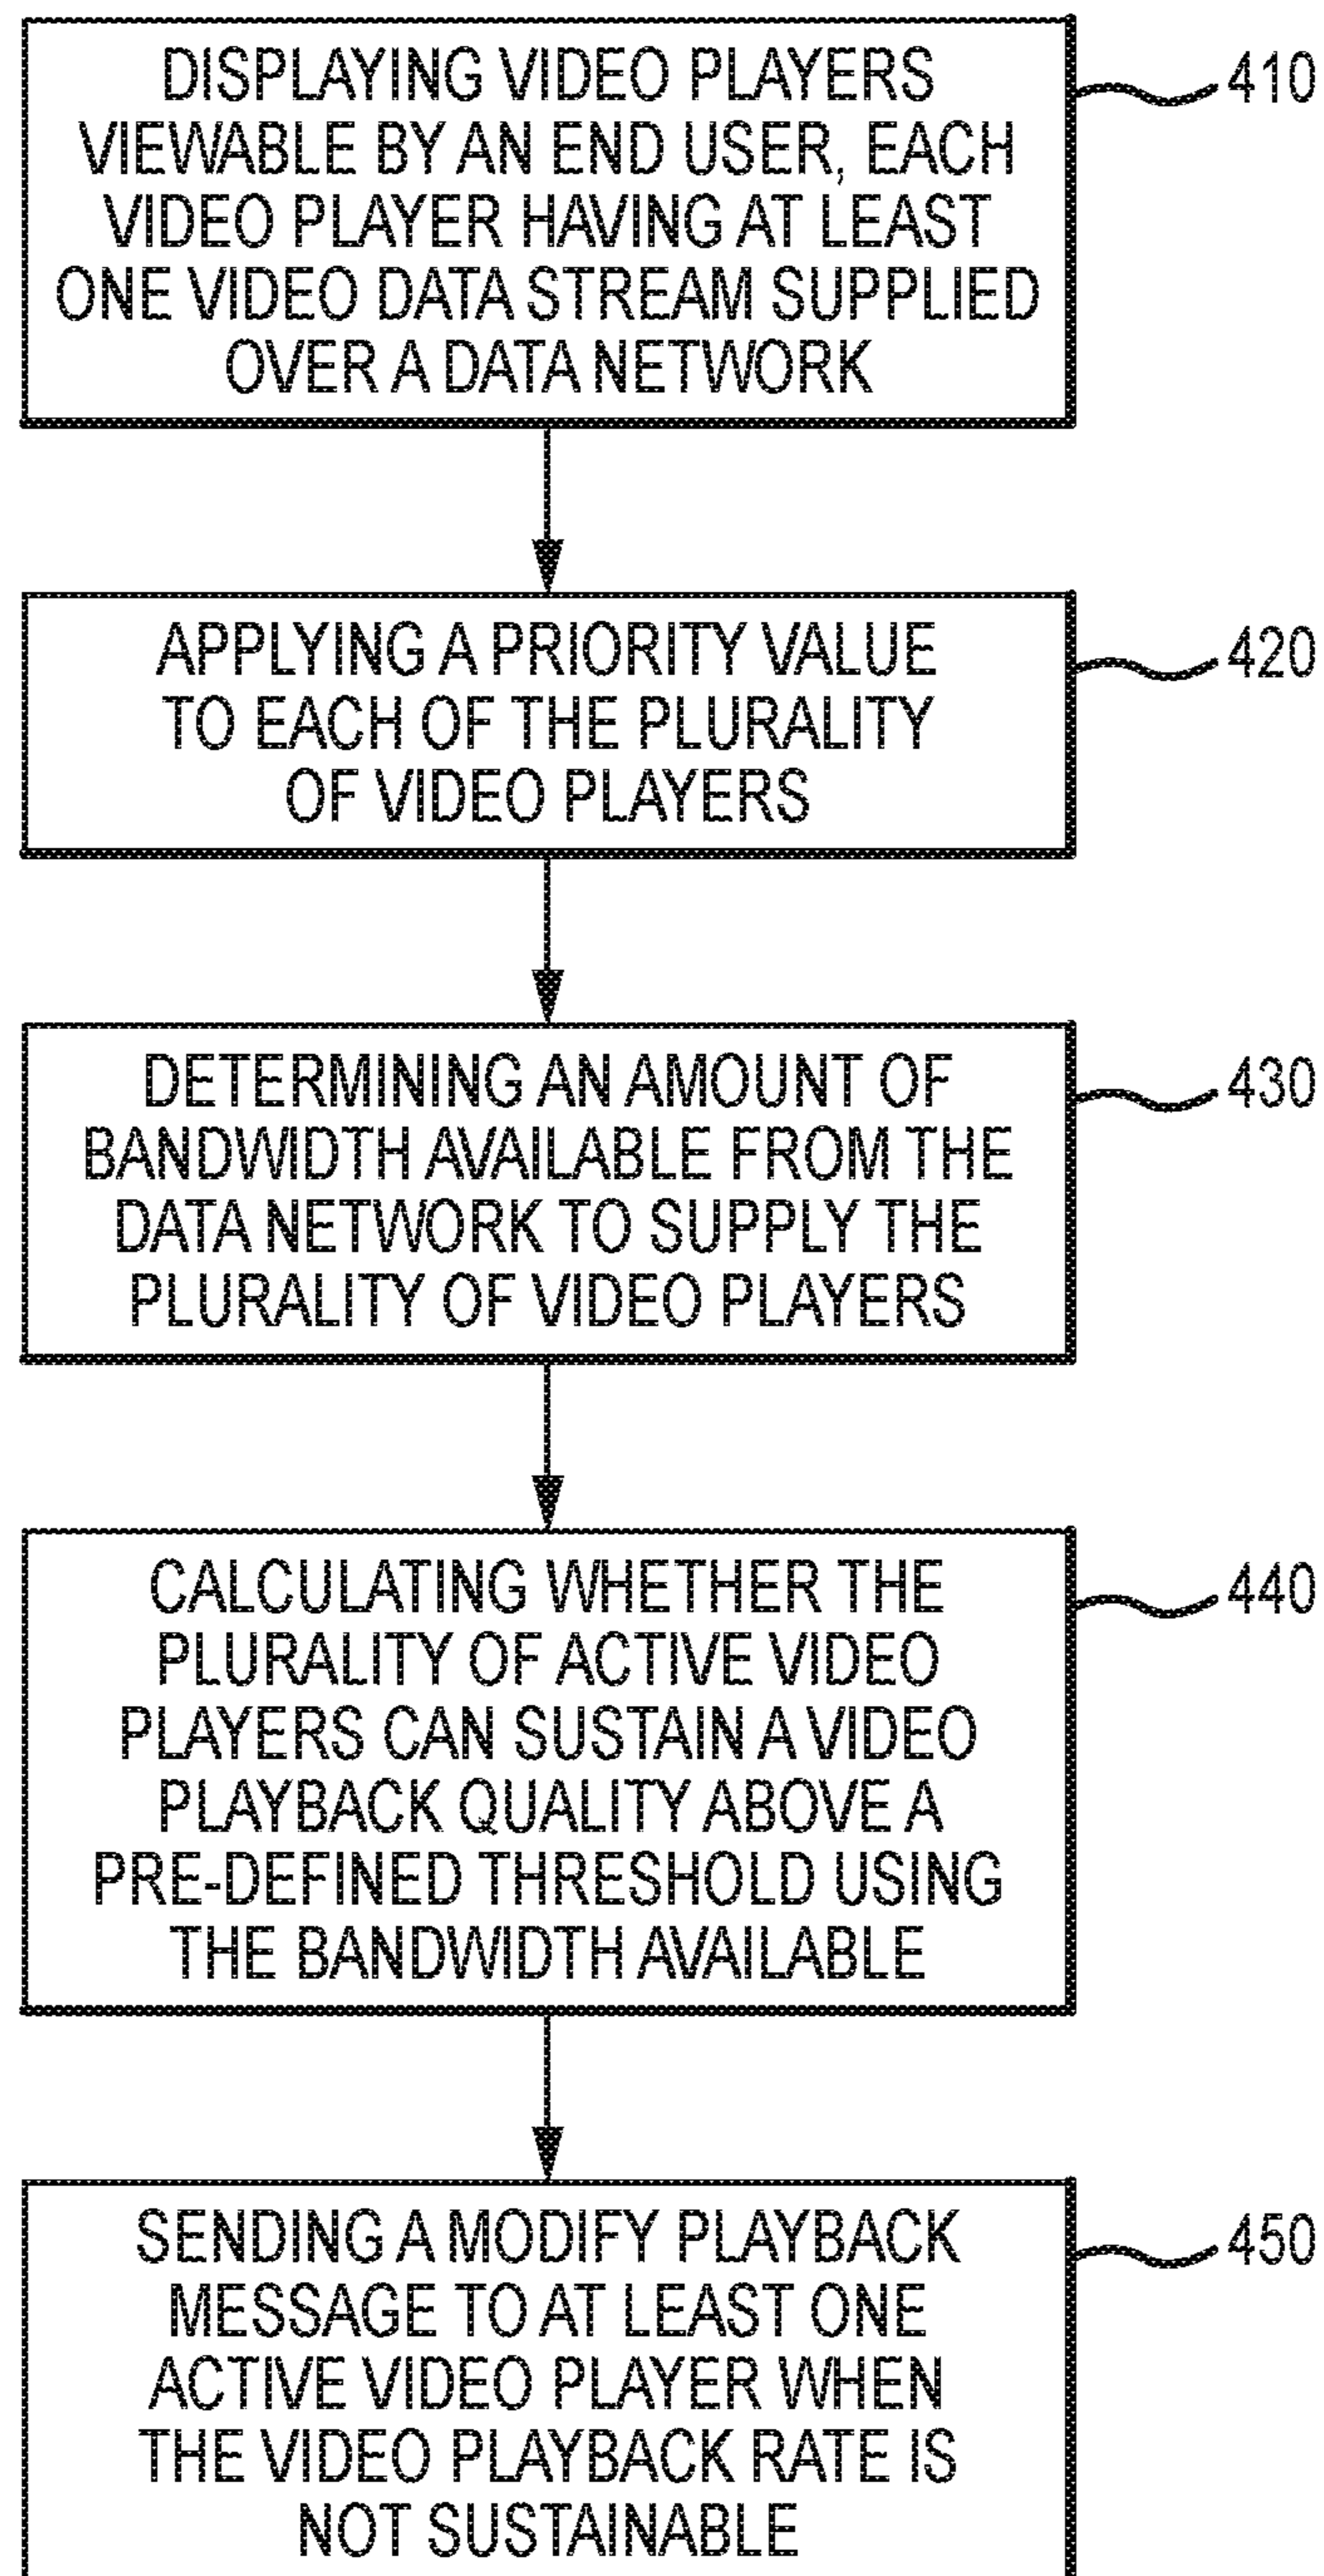 DISPLAYING VIDEO PLAYERS
VIEWABLE BY AN END USER, EACH
VIDEO PLAYER HAVING AT LEAST
ONE VIDEO DATA STREAM SUPPLIED
OVER A DATA NETWORK
410
APPLYING A PRIORITY VALUE
TO EACH OF THE PLURALITY
OF VIDEO PLAYERS
420
DETERMINING AN AMOUNT OF
BANDWIDTH AVAILABLE FROM THE
DATA NETWORK TO SUPPLY THE
PLURALITY OF VIDEO PLAYERS
430
CALCULATING WHETHER THE
PLURALITY OF ACTIVE VIDEO
PLAYERS CAN SUSTAIN A VIDEO
PLAYBACK QUALITY ABOVE A
PRE-DEFINED THRESHOLD USING
THE BANDWIDTH AVAILABLE
440
SENDING A MODIFY PLAYBACK
MESSAGE TO AT LEAST ONE
ACTIVE VIDEO PLAYER WHEN
THE VIDEO PLAYBACK RATE IS
NOT SUSTAINABLE
450